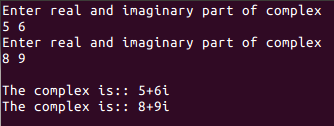 Enter real and imaginary part of complex
5 6
Enter real and imaginary part of complex
8 9
The complex is:: 5+6i
The complex is:: 8+9i